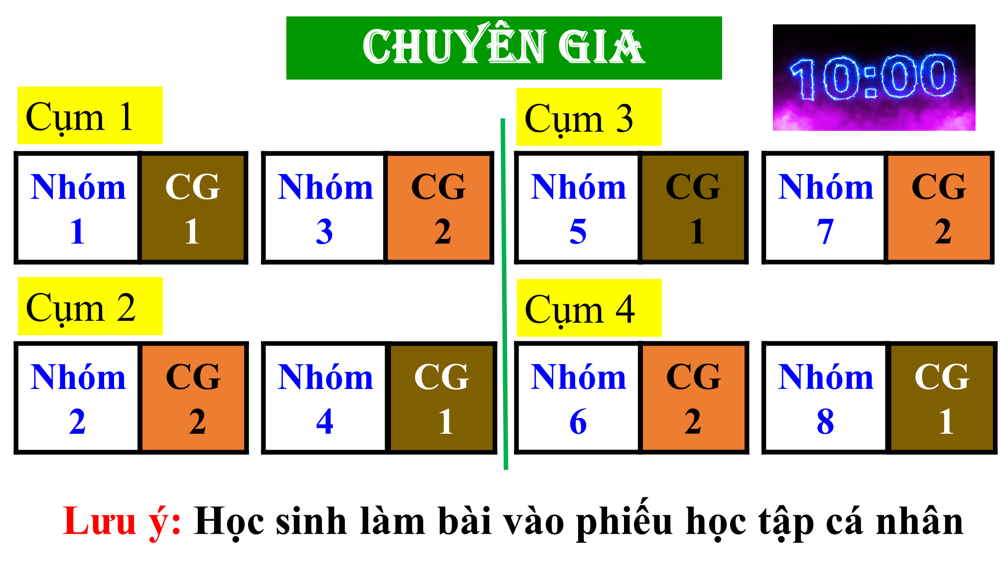 CHUYÊN GIA
10:00
Cụm 1
Nhóm 1
CG 1
Nhóm 3
CG 2
Cụm 3
Nhóm 5
CG 1
Nhóm 7
CG 2
Cụm 2
Nhóm 2
CG 2
Nhóm 4
CG 1
Cụm 4
Nhóm 6
CG 2
Nhóm 8
CG 1
Lưu ý: Học sinh làm bài vào phiếu học tập cá nhân